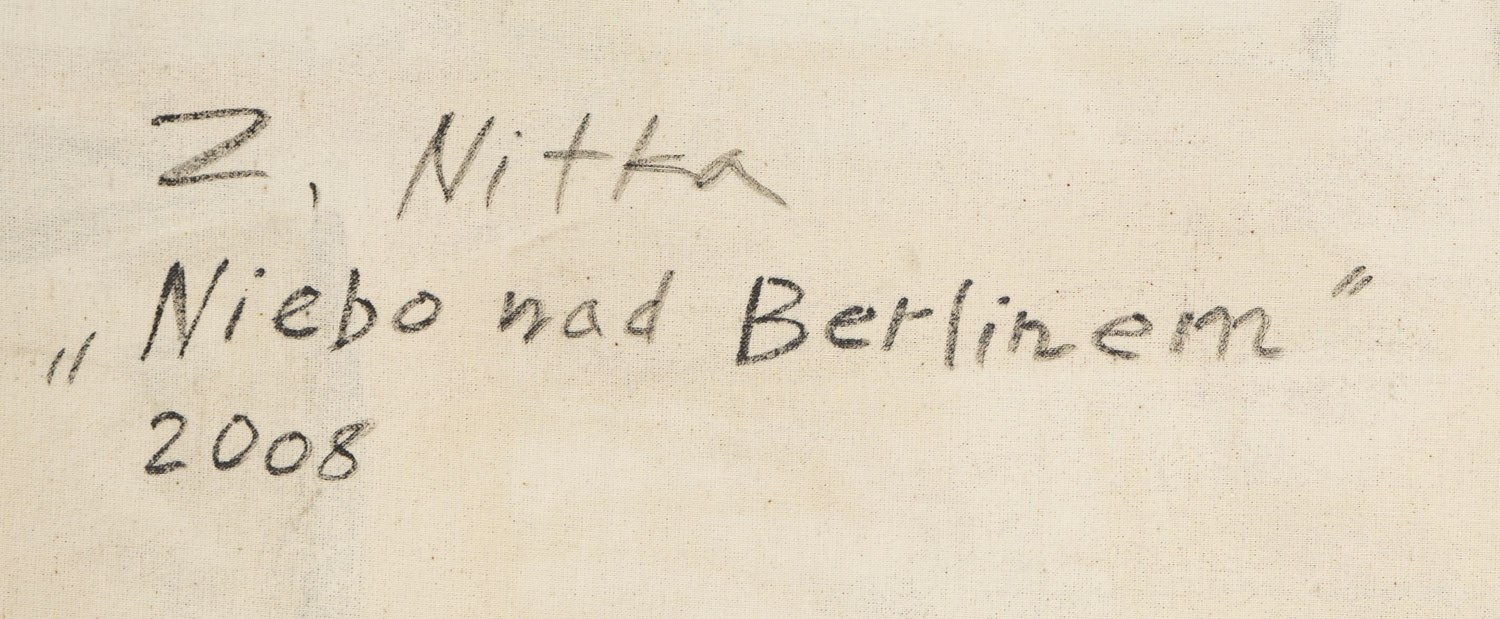 Z. Nitka
„Niebo nad Berlinem”
2008